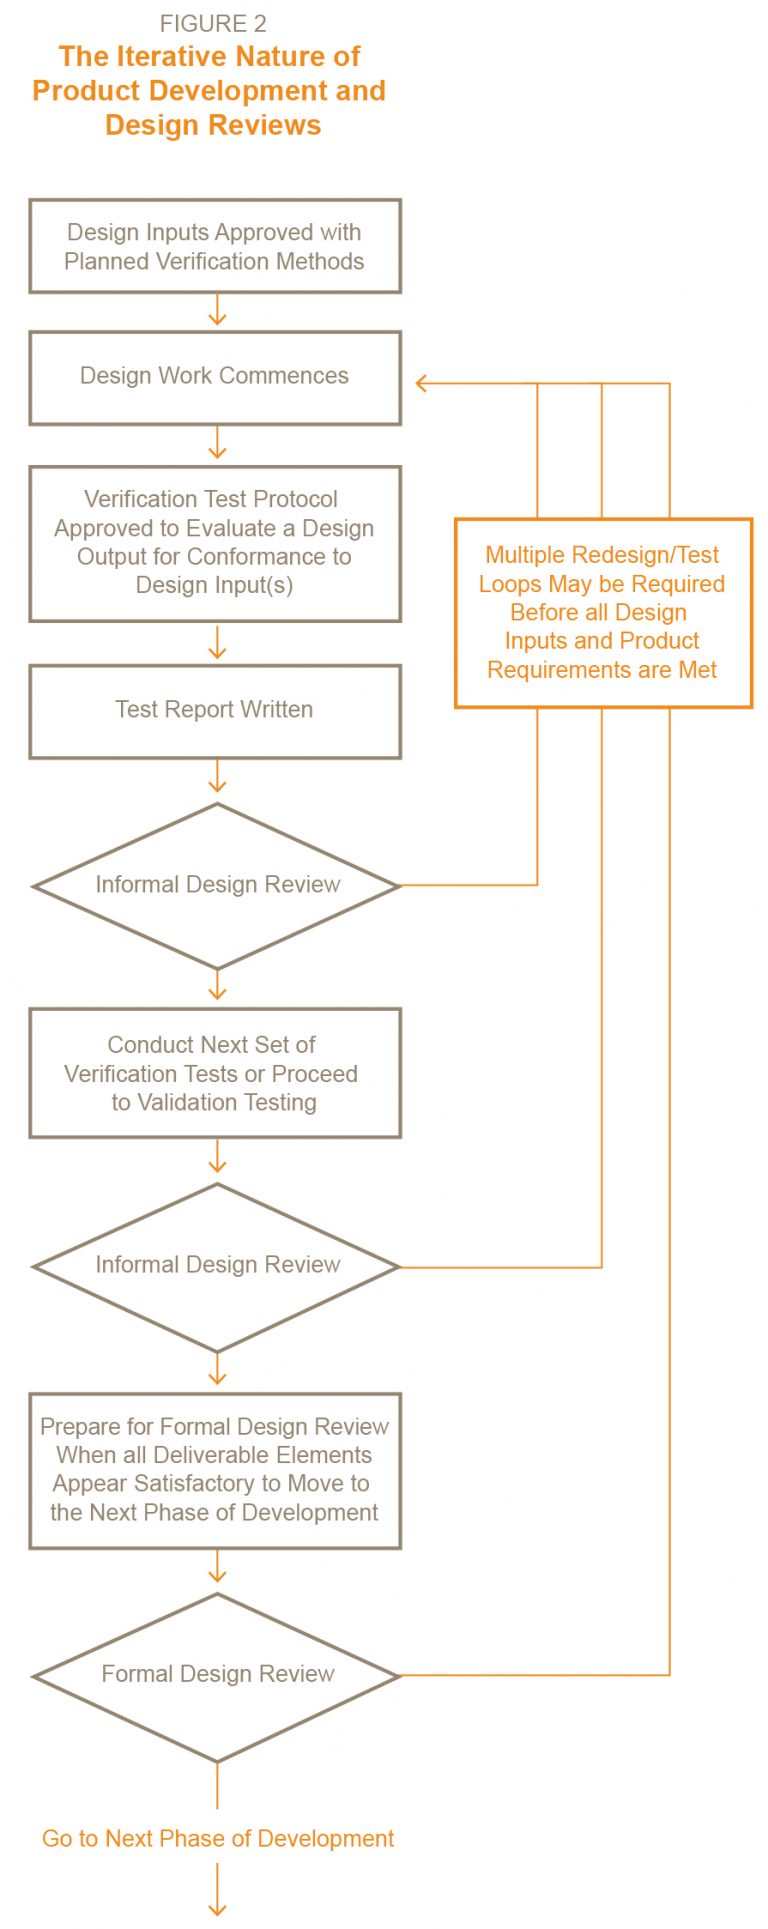 FIGURE 2
The Iterative Nature of
Product Development and
Design Reviews
Design Inputs Approved with
Planned Verification Methods
Design Work Commences
Verification Test Protocol
Approved to Evaluate a Design
Output for Conformance to
Design Input(s)
Multiple Redesign/Test
Loops May be Required
Before all Design
Inputs and Product
Requirements are Met
Test Report Written
Informal Design Review
Conduct Next Set of
Verification Tests or Proceed
to Validation Testing
Informal Design Review
Prepare for Formal Design Review
When all Deliverable Elements
Appear Satisfactory to Move to
the Next Phase of Development
Formal Design Review
Go to Next Phase of Development